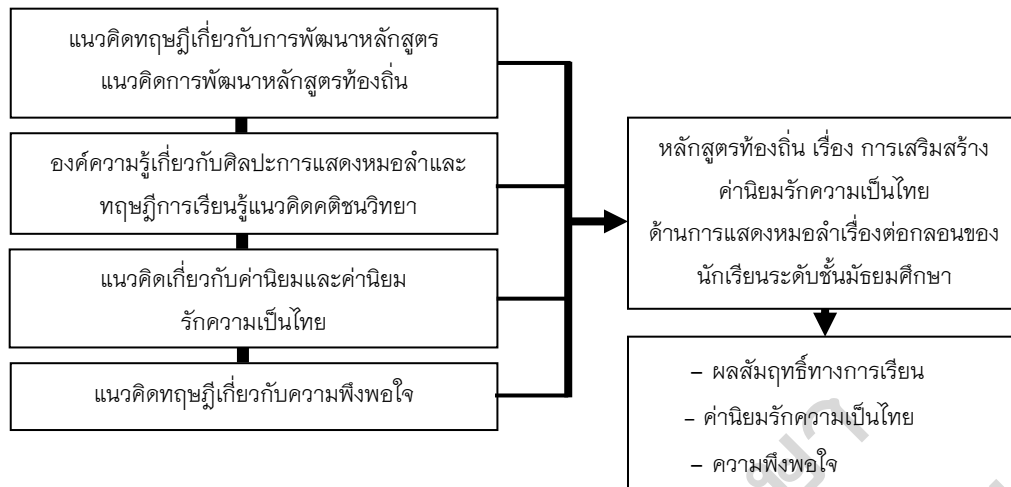 แนวคิดทฤษฎีเกี่ยวกับการพัฒนาหลักสูตร
แนวคิดการพัฒนาหลักสูตรท้องถิ่น
องค์ความรู้เกี่ยวกับศิลปะการแสดงหมอลำและ
ทฤษฎีการเรียนรู้แนวคิดคติชนวิทยา
แนวคิดเกี่ยวกับค่านิยมและค่านิยม
รักความเป็นไทย
แนวคิดทฤษฎีเกี่ยวกับความพึงพอใจ
หลักสูตรท้องถิ่น เรื่อง การเสริมสร้าง
ค่านิยมรักความเป็นไทย
ด้านการแสดงหมอลำเรื่องต่อกลอนของ
นักเรียนระดับชั้นมัธยมศึกษา
– ผลสัมฤทธิ์ทางการเรียน
– ค่านิยมรักความเป็นไทย
– ความพึงพอใจ